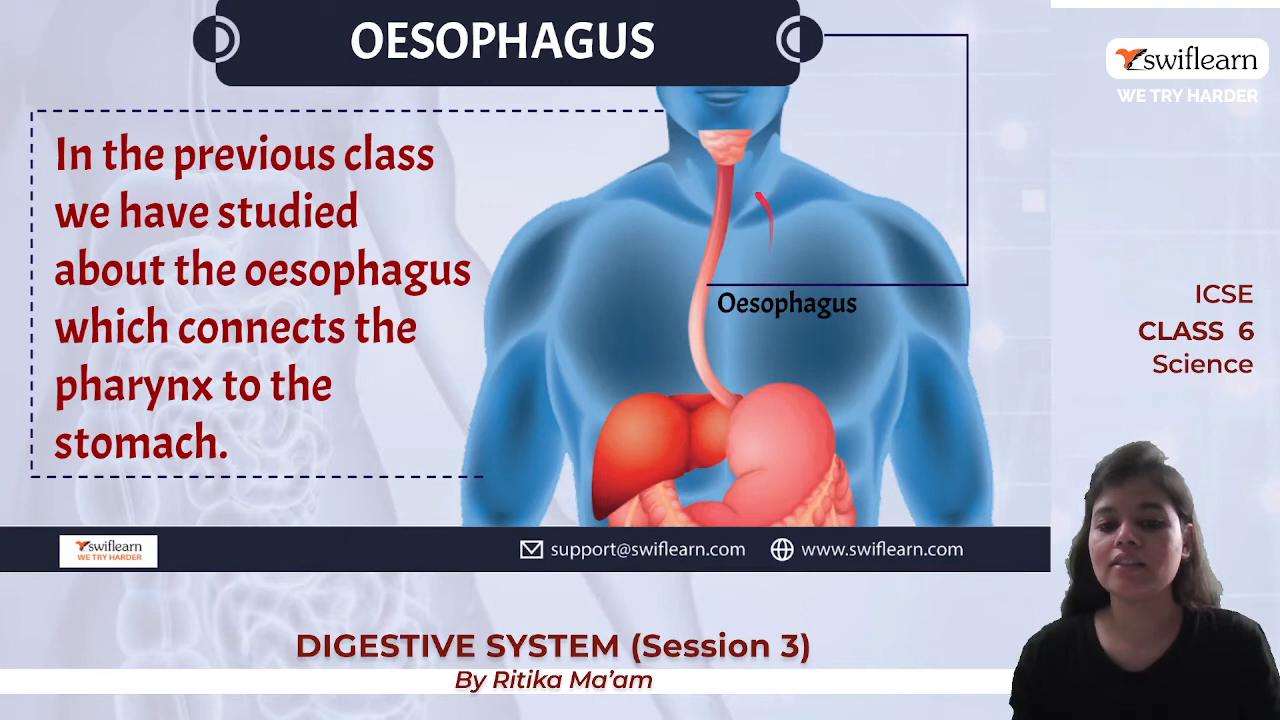 OESOPHAGUS
In the previous class
we have studied
about the oesophagus
which connects the
pharynx to the
stomach.
Oesophagus
swiflearn
WE TRY HARDER
ICSE
CLASS 6
Science
swiflearn
WE TRY HARDER
support@swiflearn.com
www.swiflearn.com
DIGESTIVE SYSTEM (Session 3)
By Ritika Ma’am